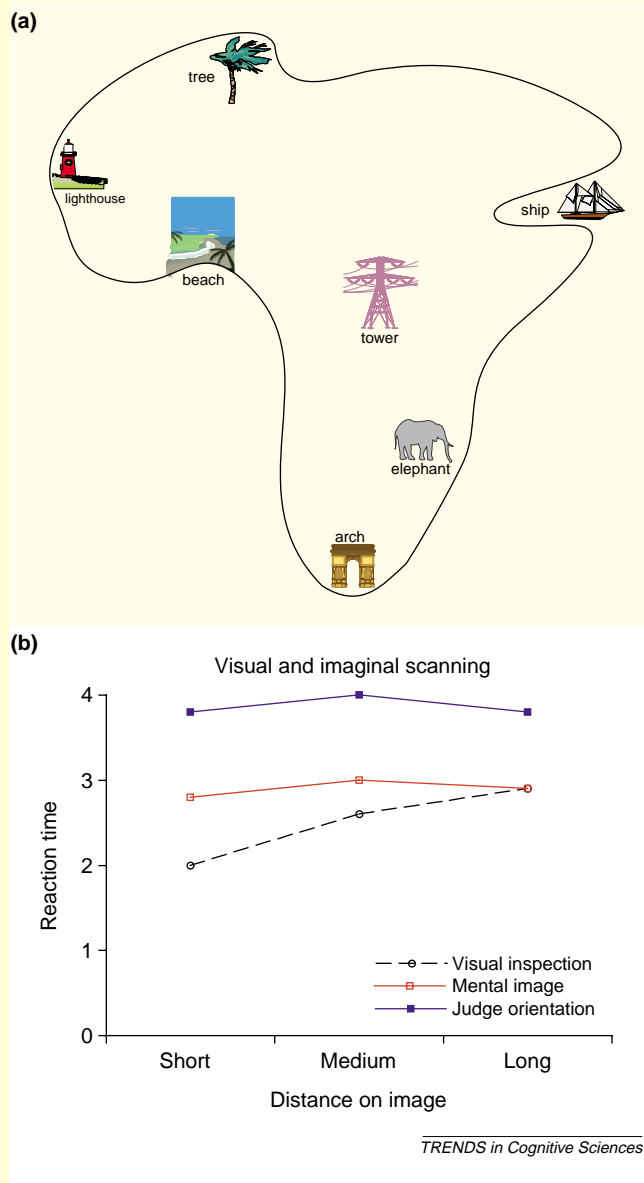 (a)
tree
lighthouse
ship
beach
tower
elephant
arch
(b)
Visual and imaginal scanning
4
3
2
1
0
Reaction time
Visual inspection
Mental image
Judge orientation
Short Medium Long
Distance on image
TRENDS in Cognitive Sciences